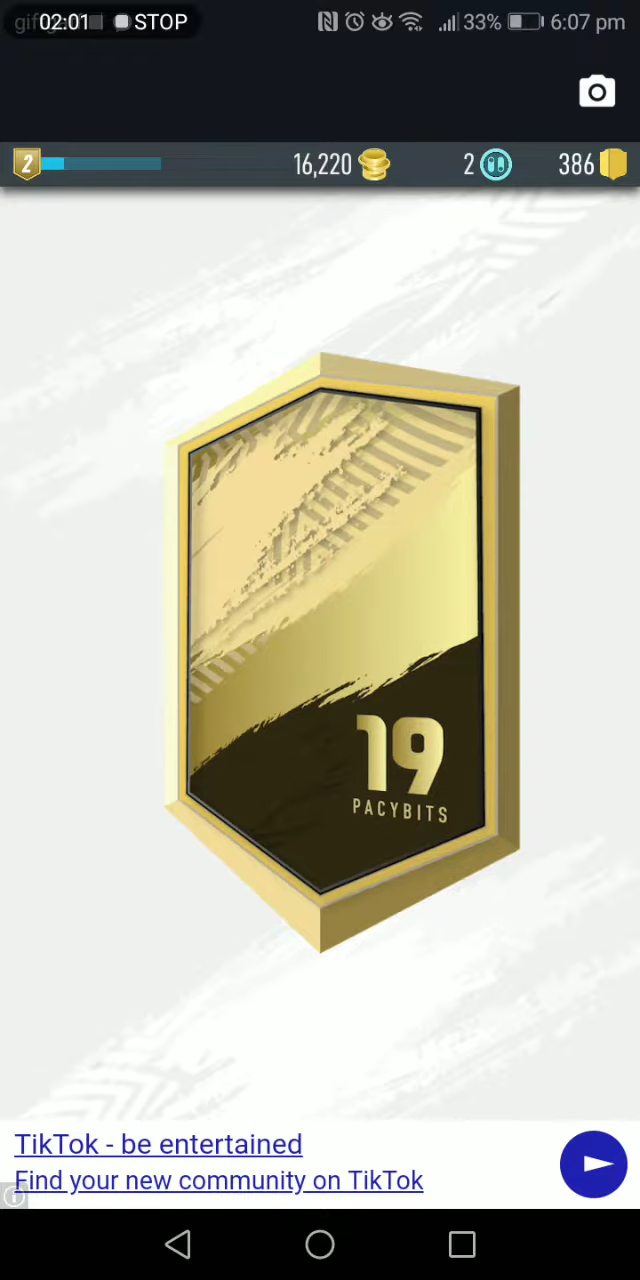 02:01 STOP 33% 6:07 pm
2 16,220 2 386
19
PACYBITS
TikTok - be entertained
Find your new community on TikTok